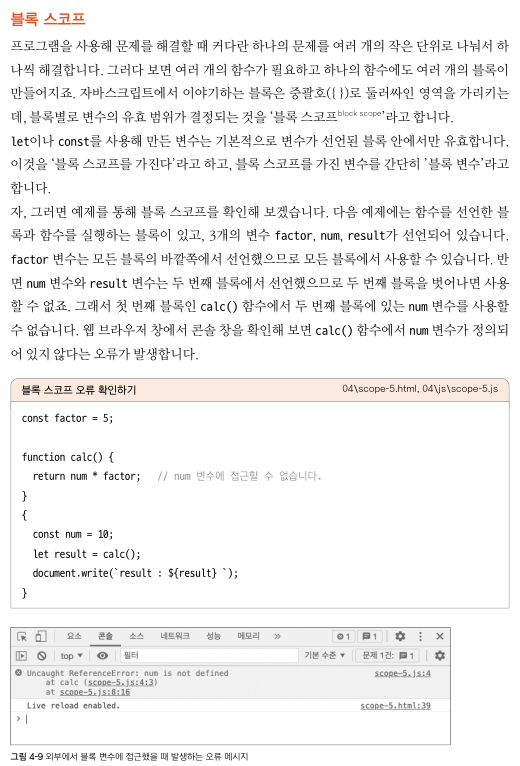 블록 스코프
프로그램을 사용해 문제를 해결할 때 커다란 하나의 문제를 여러 개의 작은 단위로 나눠서 하
나씩 해결합니다. 그러다 보면 여러 개의 함수가 필요하고 하나의 함수에도 여러 개의 블록이
만들어지죠. 자바스크립트에서 이야기하는 블록은 중괄호({ })로 둘러싸인 영역을 가리키는
데, 블록별로 변수의 유효 범위가 결정되는 것을 '블록 스코프block scope'라고 합니다.
let이나 const를 사용해 만든 변수는 기본적으로 변수가 선언된 블록 안에서만 유효합니다.
이것을 '블록 스코프를 가진다'라고 하고, 블록 스코프를 가진 변수를 간단히 '블록 변수'라고
합니다.
자, 그러면 예제를 통해 블록 스코프를 확인해 보겠습니다. 다음 예제에는 함수를 선언한 블
록과 함수를 실행하는 블록이 있고, 3개의 변수 factor, num, result가 선언되어 있습니다.
factor 변수는 모든 블록의 바깥쪽에서 선언했으므로 모든 블록에서 사용할 수 있습니다. 반
면 num 변수와 result 변수는 두 번째 블록에서 선언했으므로 두 번째 블록을 벗어나면 사용
할 수 없죠. 그래서 첫 번째 블록인 calc() 함수에서 두 번째 블록에 있는 num 변수를 사용할
수 없습니다. 웹 브라우저 창에서 콘솔 창을 확인해 보면 calc() 함수에서 num 변수가 정의되
어 있지 않다는 오류가 발생합니다.
블록 스코프 오류 확인하기 04\scope-5.html, 04\js\scope-5.js
const factor = 5;
function calc() {
return num * factor; // num 변수에 접근할 수 없습니다.
}
{
const num = 10;
let result = calc();
document.write(`result : ${result} `);
}
요소 콘솔 소스 네트워크 성능 메모리 » 1 1
top ▼ 필터 기본 수준 ▼ 문제 1건: 1
Uncaught ReferenceError: num is not defined scope-5.js:4
at calc (scope-5.js:4:3)
at scope-5.js:8:16
Live reload enabled. scope-5.html:39
>
그림 4-9 외부에서 블록 변수에 접근했을 때 발생하는 오류 메시지